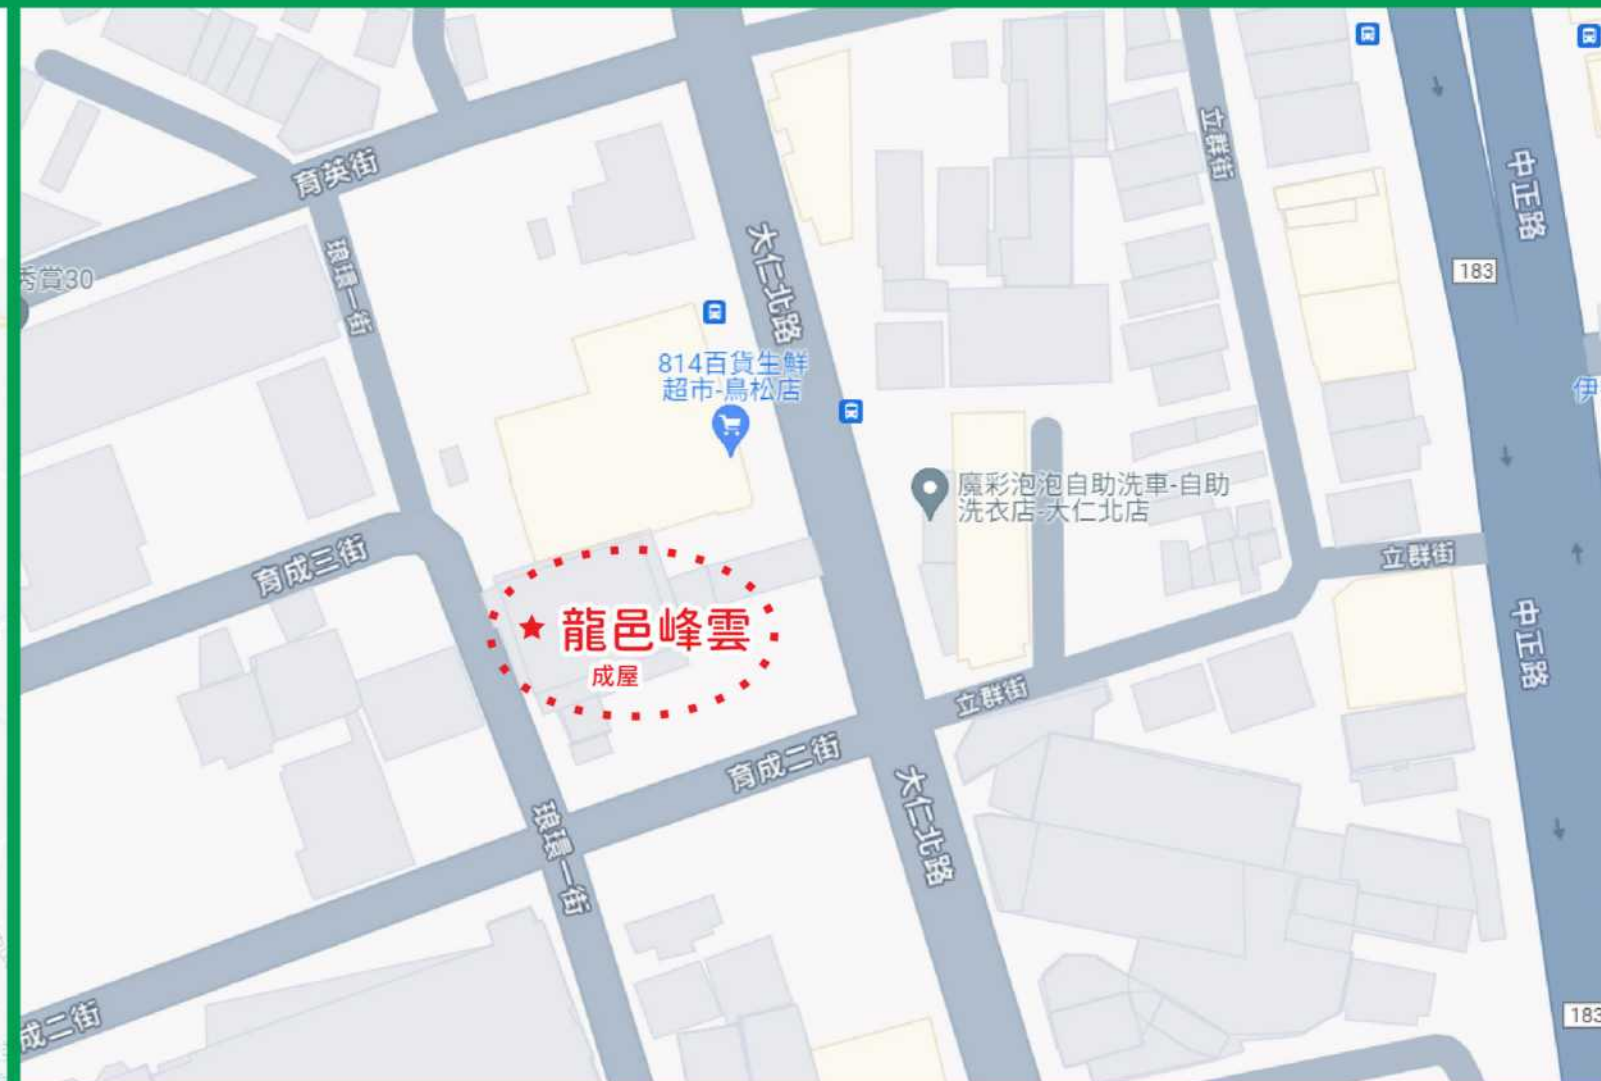 育英街
立群街
中正路
琅環一街
大仁北路
183
秀賞30
814百貨生鮮
超市-鳥松店
伊
魔彩泡泡自助洗車-自助
洗衣店-大仁北店
育成三街
立群街
龍邑峰雲
成屋
中正路
立群街
育成二街
大仁北路
琅環一街
成二街
183